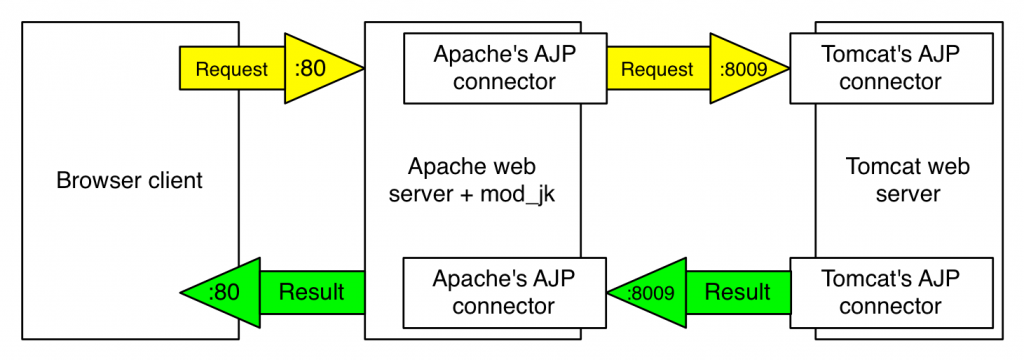 Request :80
Apache's AJP
connector
Request :8009
Tomcat's AJP
connector
Browser client
Apache web
server + mod_jk
Tomcat web
server
:80 Result
Apache's AJP
connector
:8009 Result
Tomcat's AJP
connector